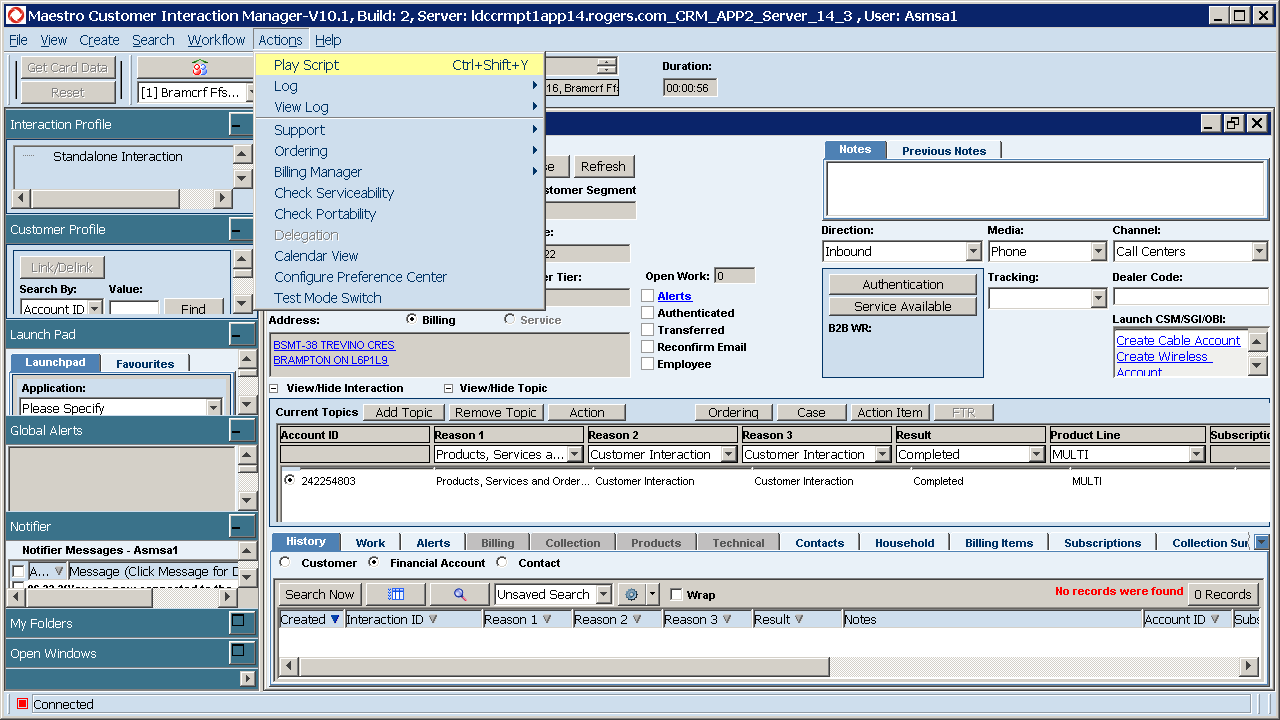 Maestro Customer Interaction Manager-V10.1, Build: 2, Server: ldccrmpt1app14.rogers.com_CRM_APP2_Server_14_3 , User: Asmsa1
File View Create Search Workflow Actions Help
Get Card Data
Reset
[1] Bramcrf Ffs...
16, Bramcrf Ff
Duration:
00:00:56
Play Script Ctrl+Shift+Y
Log
View Log
Support
Ordering
Billing Manager
Check Serviceability
Check Portability
Delegation
Calendar View
Configure Preference Center
Test Mode Switch
Interaction Profile
Standalone Interaction
Customer Profile
Link/Delink
Search By: Value:
Account ID Find
Launch Pad
Launchpad Favourites
Application:
Please Specify
Global Alerts
Notifier
Notifier Messages - Asmsa1
A... Message (Click Message for D
My Folders
Open Windows
Refresh
stomer Segment
e:
22
er Tier:
Open Work: 0
Alerts
Authenticated
Transferred
Reconfirm Email
Employee
Address: Billing Service
BSMT-38 TREVINO CRES
BRAMPTON ON L6P1L9
Notes Previous Notes
Direction: Media: Channel:
Inbound Phone Call Centers
Authentication
Service Available
B2B WR:
Tracking: Dealer Code:
Launch CSM/SGI/OBI:
Create Cable Account
Create Wireless
Account
View/Hide Interaction View/Hide Topic
Current Topics Add Topic Remove Topic Action Ordering Case Action Item FTR
Account ID Reason 1 Reason 2 Reason 3 Result Product Line Subscriptio
Products, Services a... Customer Interaction Customer Interaction Completed MULTI
242254803 Products, Services and Order... Customer Interaction Customer Interaction Completed MULTI
History Work Alerts Billing Collection Products Technical Contacts Household Billing Items Subscriptions Collection Su
Customer Financial Account Contact
Search Now Unsaved Search Wrap No records were found 0 Records
Created Interaction ID Reason 1 Reason 2 Reason 3 Result Notes Account ID Subs
Connected